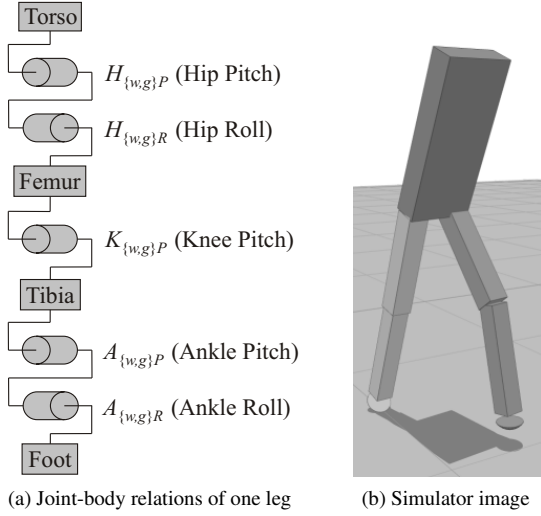 Torso
H{w,g}P (Hip Pitch)
H{w,g}R (Hip Roll)
Femur
K{w,g}P (Knee Pitch)
Tibia
A{w,g}P (Ankle Pitch)
A{w,g}R (Ankle Roll)
Foot
(a) Joint-body relations of one leg
(b) Simulator image